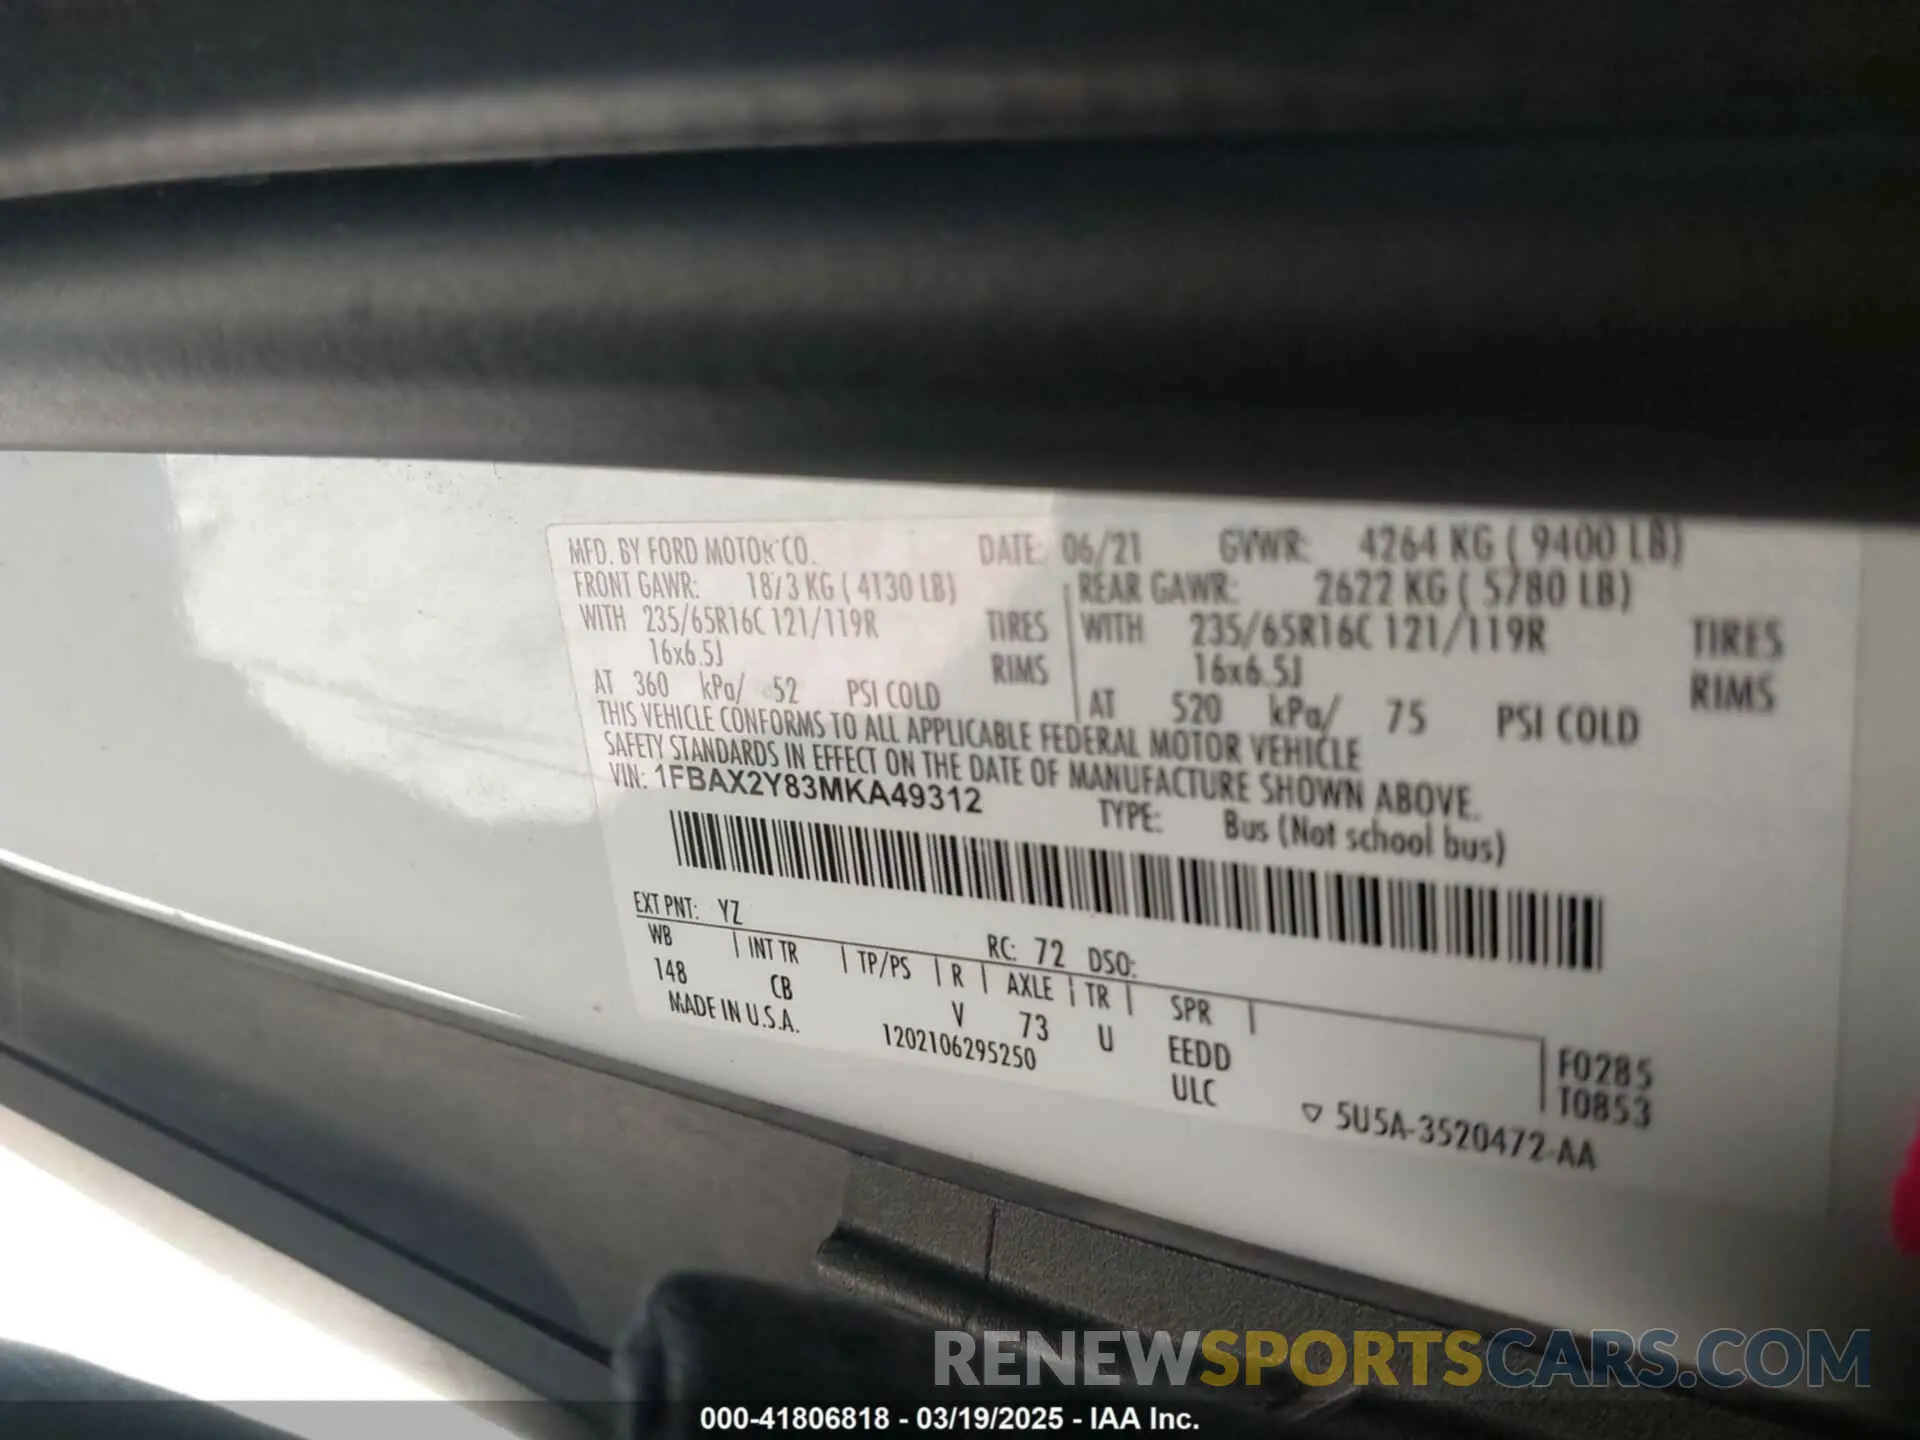 MFD. BY FORD MOTOR CO. DATE: 06/21 GVWR: 4264 KG ( 9400 LB)
FRONT GAWR: 1873 KG ( 4130 LB) REAR GAWR: 2622 KG ( 5780 LB)
WITH 235/65R16C 121/119R TIRES WITH 235/65R16C 121/119R TIRES
16x6.5J RIMS 16x6.5J RIMS
AT 360 kPa/ 52 PSI COLD AT 520 kPa/ 75 PSI COLD
THIS VEHICLE CONFORMS TO ALL APPLICABLE FEDERAL MOTOR VEHICLE
SAFETY STANDARDS IN EFFECT ON THE DATE OF MANUFACTURE SHOWN ABOVE.
VIN: 1FBAX2Y83MKA49312 TYPE: Bus (Not school bus)
EXT PNT: YZ RC: 72 DSO:
WB INT TR TP/PS R AXLE TR SPR
148 CB V 73 U EEDD F0285
MADE IN U.S.A. 1202106295250 ULC T0853
▽ 5U5A-3520472-AA
RENEWSPORTSCARS.COM
000-41806818 - 03/19/2025 - IAA Inc.